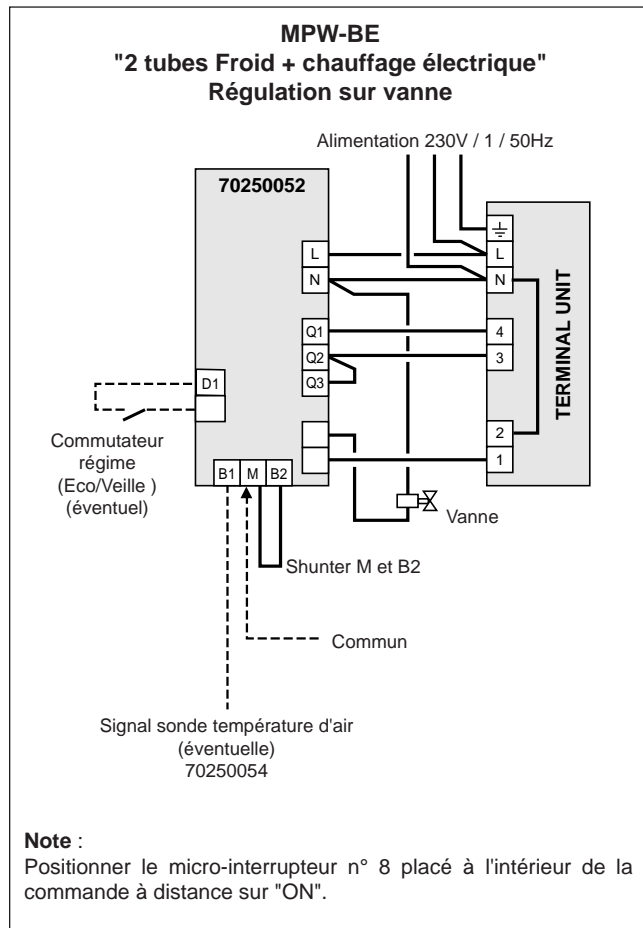 MPW-BE
"2 tubes Froid + chauffage électrique"
Régulation sur vanne
Alimentation 230V / 1 / 50Hz
70250052
L
N
Q1
Q2
Q3
L
N
4
3
2
1
TERMINAL UNIT
D1
Commutateur
régime
(Eco/Veille )
(éventuel)
B1 M B2
Vanne
Shunter M et B2
Commun
Signal sonde température d'air
(éventuelle)
70250054
Note :
Positionner le micro-interrupteur n° 8 placé à l'intérieur de la
commande à distance sur "ON".